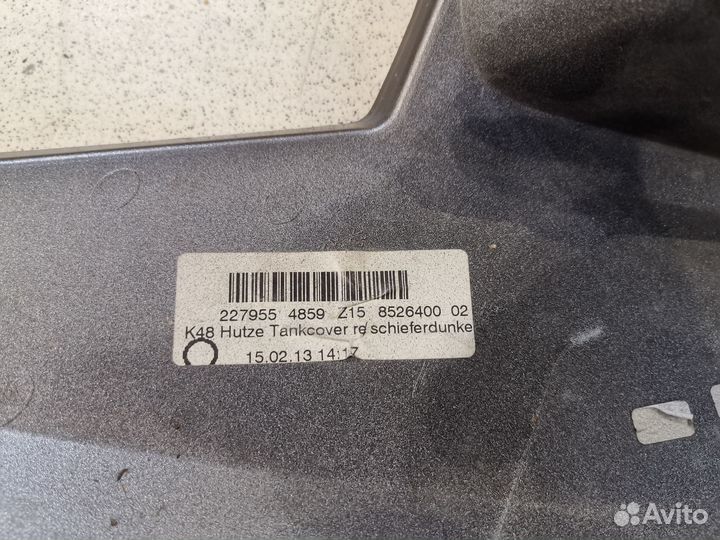 227955 4859 Z15 8526400 02
K48 Hutze Tankcover re schieferdunke
15.02.13 14:17
Avito